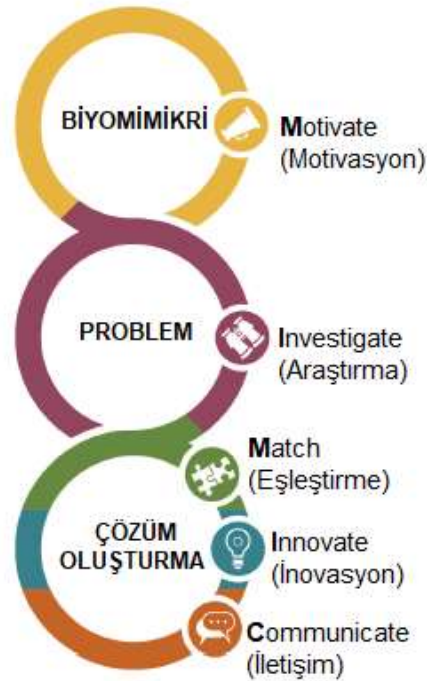 BİYOMİMİKRİ
Motivate
(Motivasyon)
PROBLEM
Investigate
(Araştırma)
Match
(Eşleştirme)
ÇÖZÜM
OLUŞTURMA
Innovate
(İnovasyon)
Communicate
(İletişim)